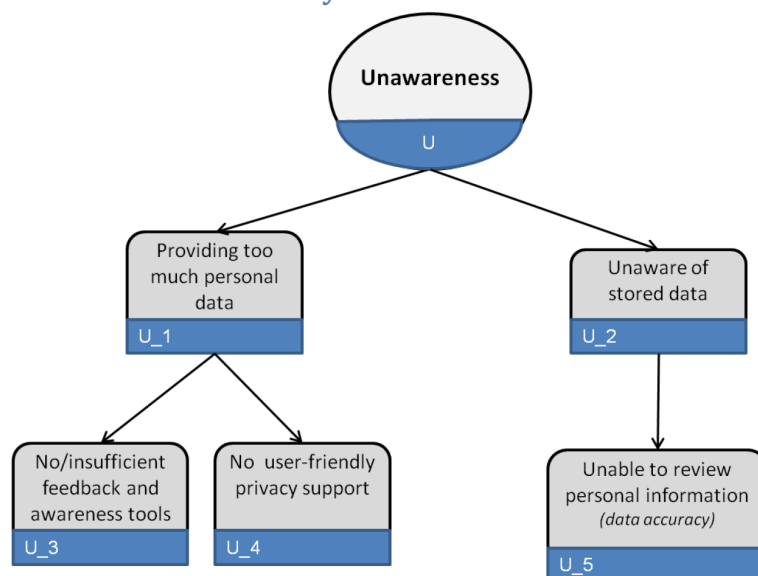 Unawareness
U
Providing too
much personal
data
U_1
Unaware of
stored data
U_2
No/insufficient
feedback and
awareness tools
U_3
No user-friendly
privacy support
U_4
Unable to review
personal information
(data accuracy)
U_5